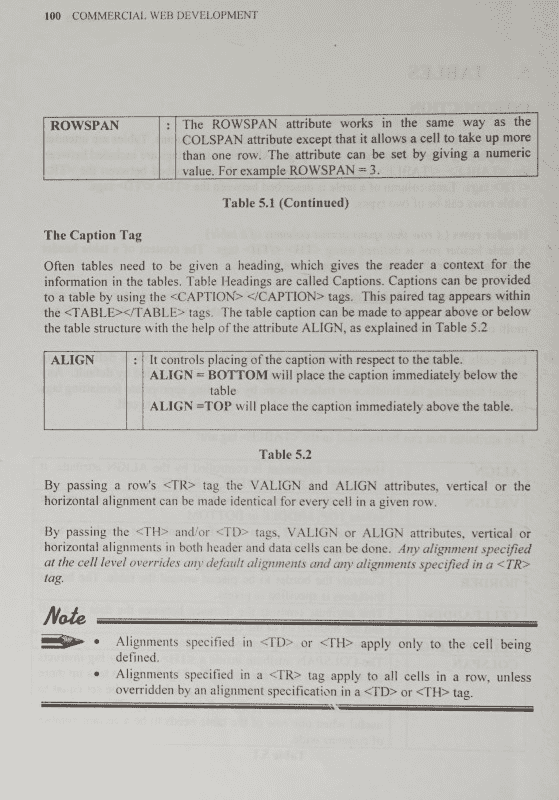 100 COMMERCIAL WEB DEVELOPMENT
ROWSPAN : The ROWSPAN attribute works in the same way as the
COLSPAN attribute except that it allows a cell to take up more
than one row. The attribute can be set by giving a numeric
value. For example ROWSPAN = 3.
Table 5.1 (Continued)
The Caption Tag
Often tables need to be given a heading, which gives the reader a context for the
information in the tables. Table Headings are called Captions. Captions can be provided
to a table by using the <CAPTION> </CAPTION> tags. This paired tag appears within
the <TABLE></TABLE> tags. The table caption can be made to appear above or below
the table structure with the help of the attribute ALIGN, as explained in Table 5.2
ALIGN : It controls placing of the caption with respect to the table.
ALIGN = BOTTOM will place the caption immediately below the
table
ALIGN =TOP will place the caption immediately above the table.
Table 5.2
By passing a row's <TR> tag the VALIGN and ALIGN attributes, vertical or the
horizontal alignment can be made identical for every cell in a given row.
By passing the <TH> and/or <TD> tags, VALIGN or ALIGN attributes, vertical or
horizontal alignments in both header and data cells can be done. Any alignment specified
at the cell level overrides any default alignments and any alignments specified in a <TR>
tag.
Note
• Alignments specified in <TD> or <TH> apply only to the cell being
defined.
• Alignments specified in a <TR> tag apply to all cells in a row, unless
overridden by an alignment specification in a <TD> or <TH> tag.